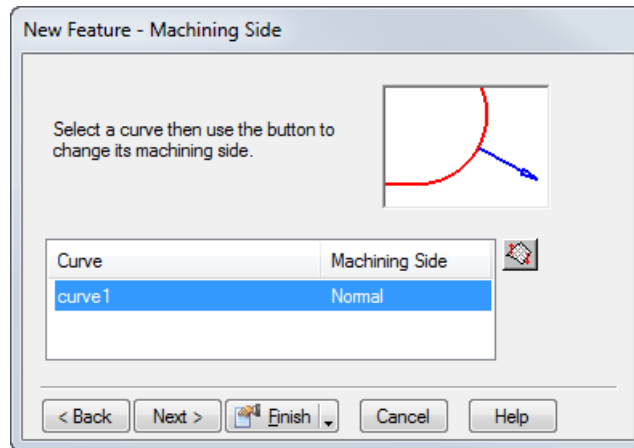 New Feature - Machining Side
Select a curve then use the button to
change its machining side.
Curve Machining Side
curve1 Normal
< Back Next > Finish Cancel Help